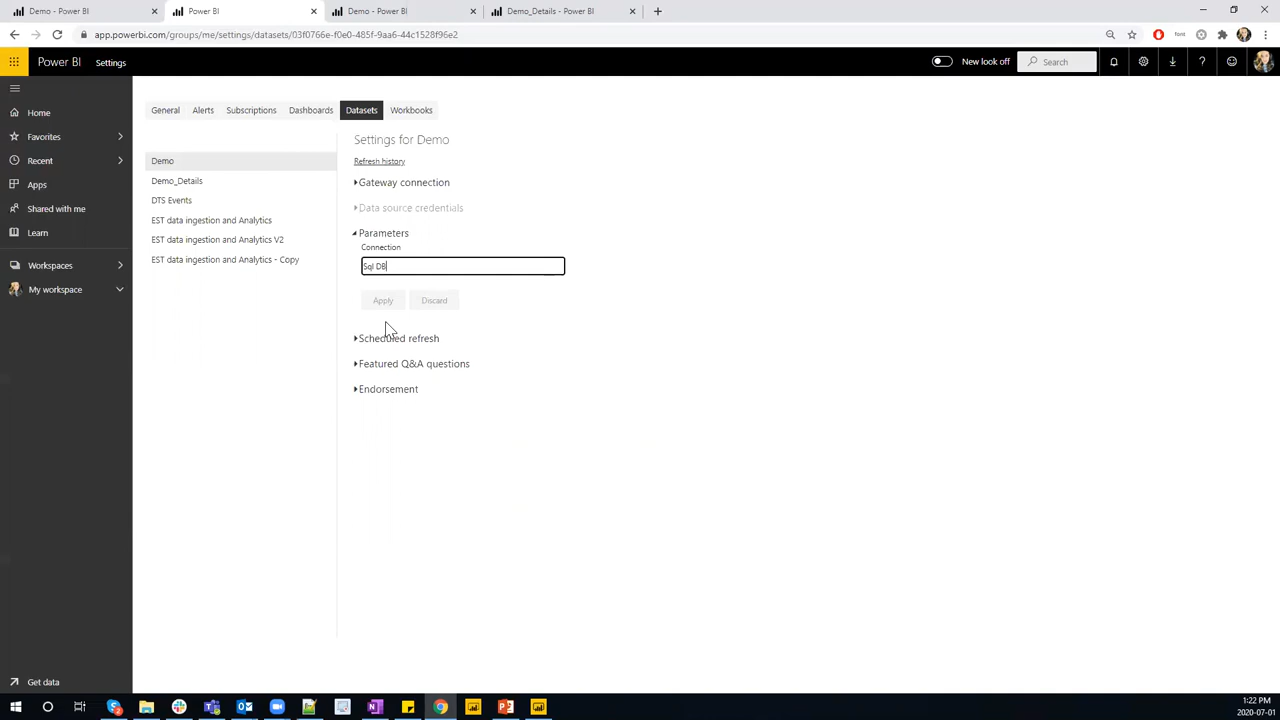 Demo - Power BI
Power BI
Demo - Power BI
Demo_Details - Power BI
app.powerbi.com/groups/me/settings/datasets/03f0766e-f0e0-485f-9aa6-44c1528f96e2
Power BI
Settings
New look off
Search
General
Alerts
Subscriptions
Dashboards
Datasets
Workbooks
Home
Favorites
Recent
Apps
Shared with me
Learn
Workspaces
My workspace
Get data
Demo
Demo_Details
DTS Events
EST data ingestion and Analytics
EST data ingestion and Analytics V2
EST data ingestion and Analytics - Copy
Settings for Demo
Refresh history
Gateway connection
Data source credentials
Parameters
Connection
Sql DB
Apply
Discard
Scheduled refresh
Featured Q&A questions
Endorsement
1:22 PM
2020-07-01